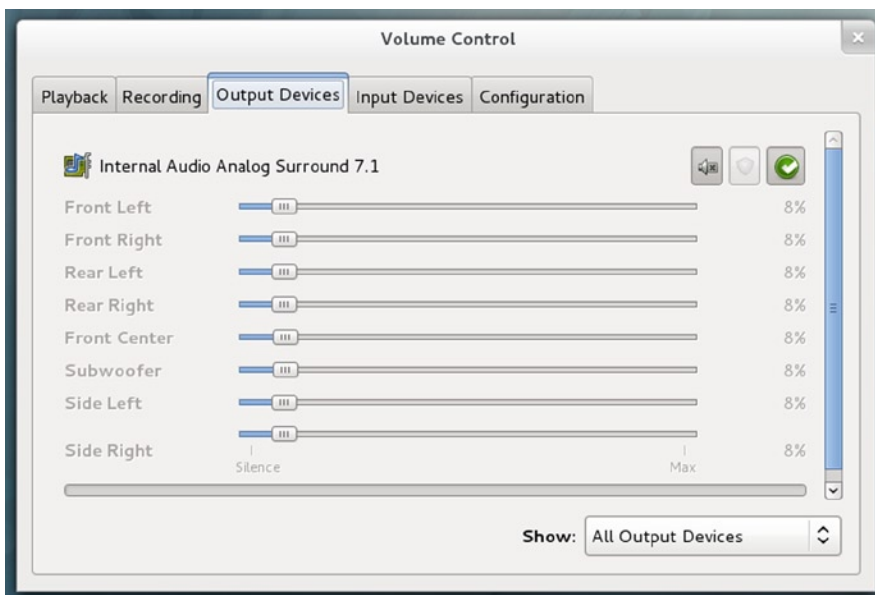 Volume Control
Playback Recording Output Devices Input Devices Configuration
Internal Audio Analog Surround 7.1
Front Left 8%
Front Right 8%
Rear Left 8%
Rear Right 8%
Front Center 8%
Subwoofer 8%
Side Left 8%
Side Right 8%
Silence Max
Show: All Output Devices